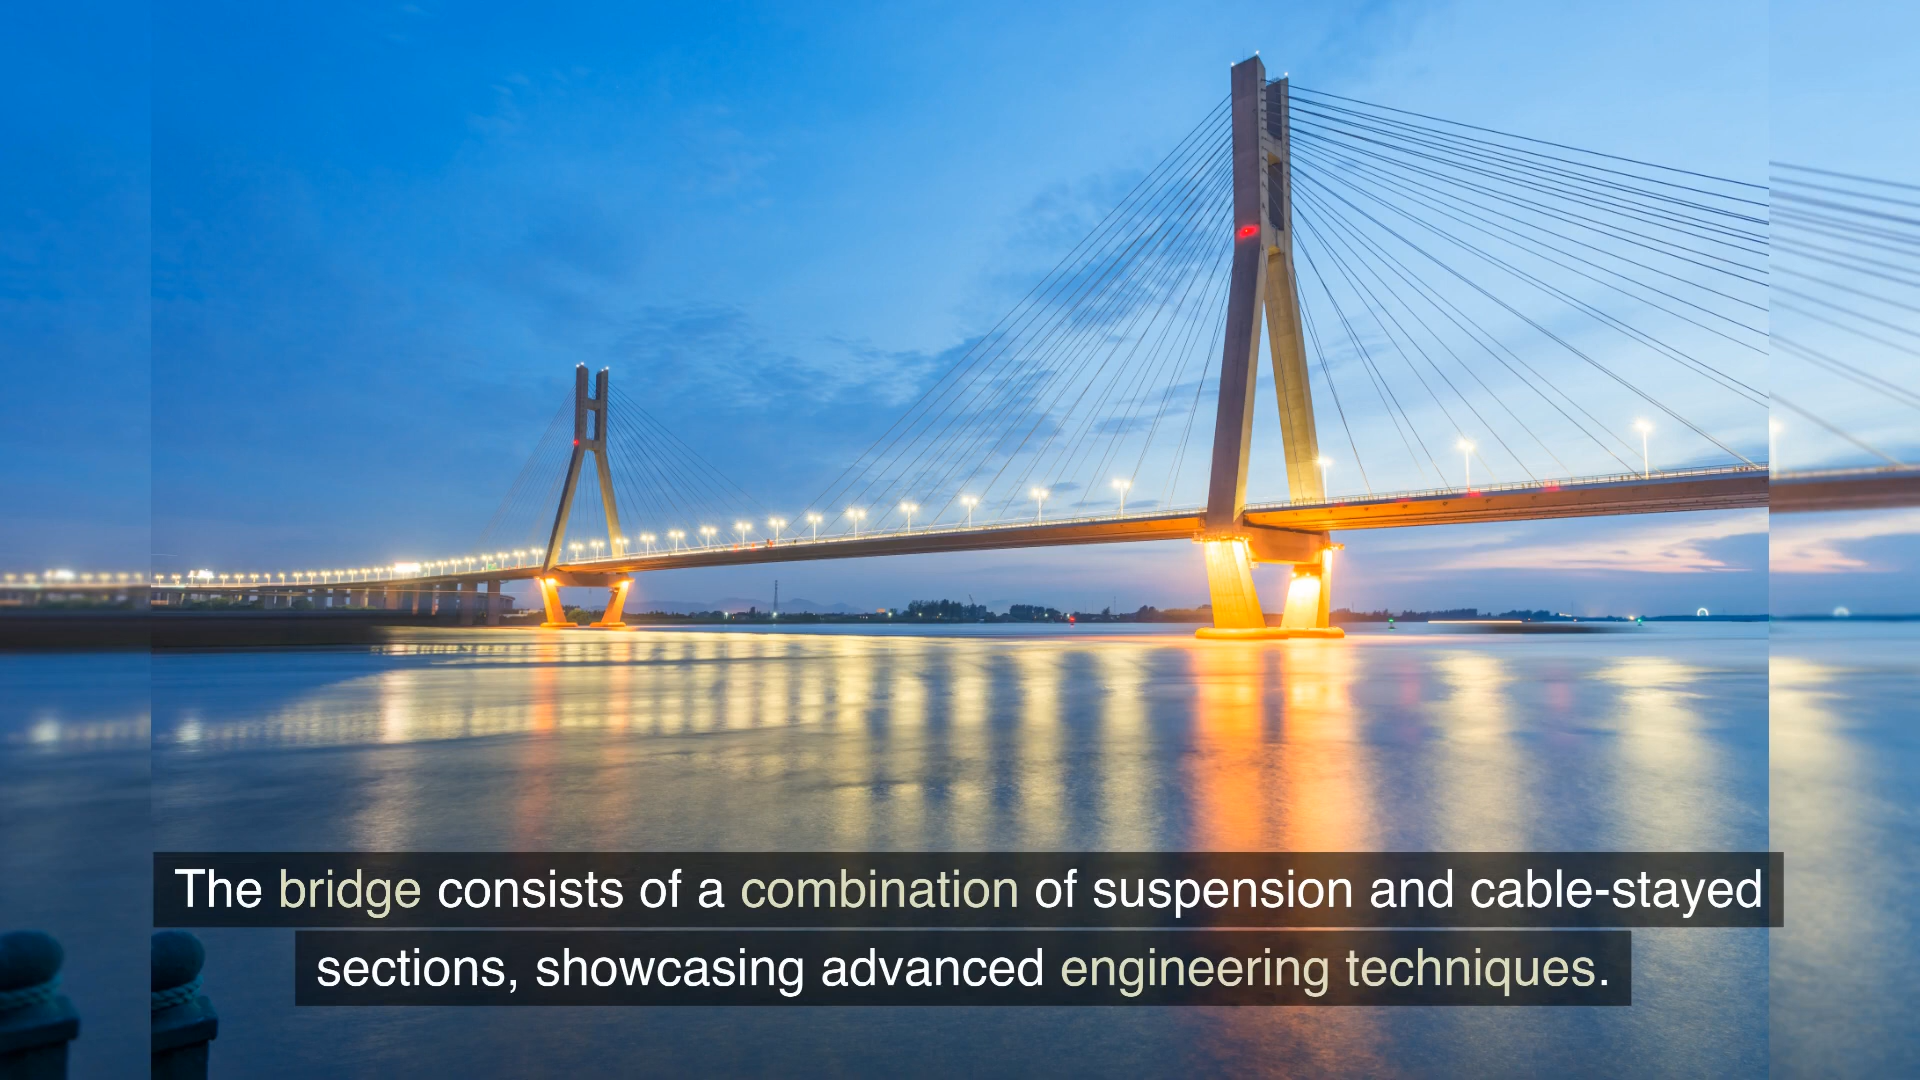 The bridge consists of a combination of suspension and cable-stayed
sections, showcasing advanced engineering techniques.